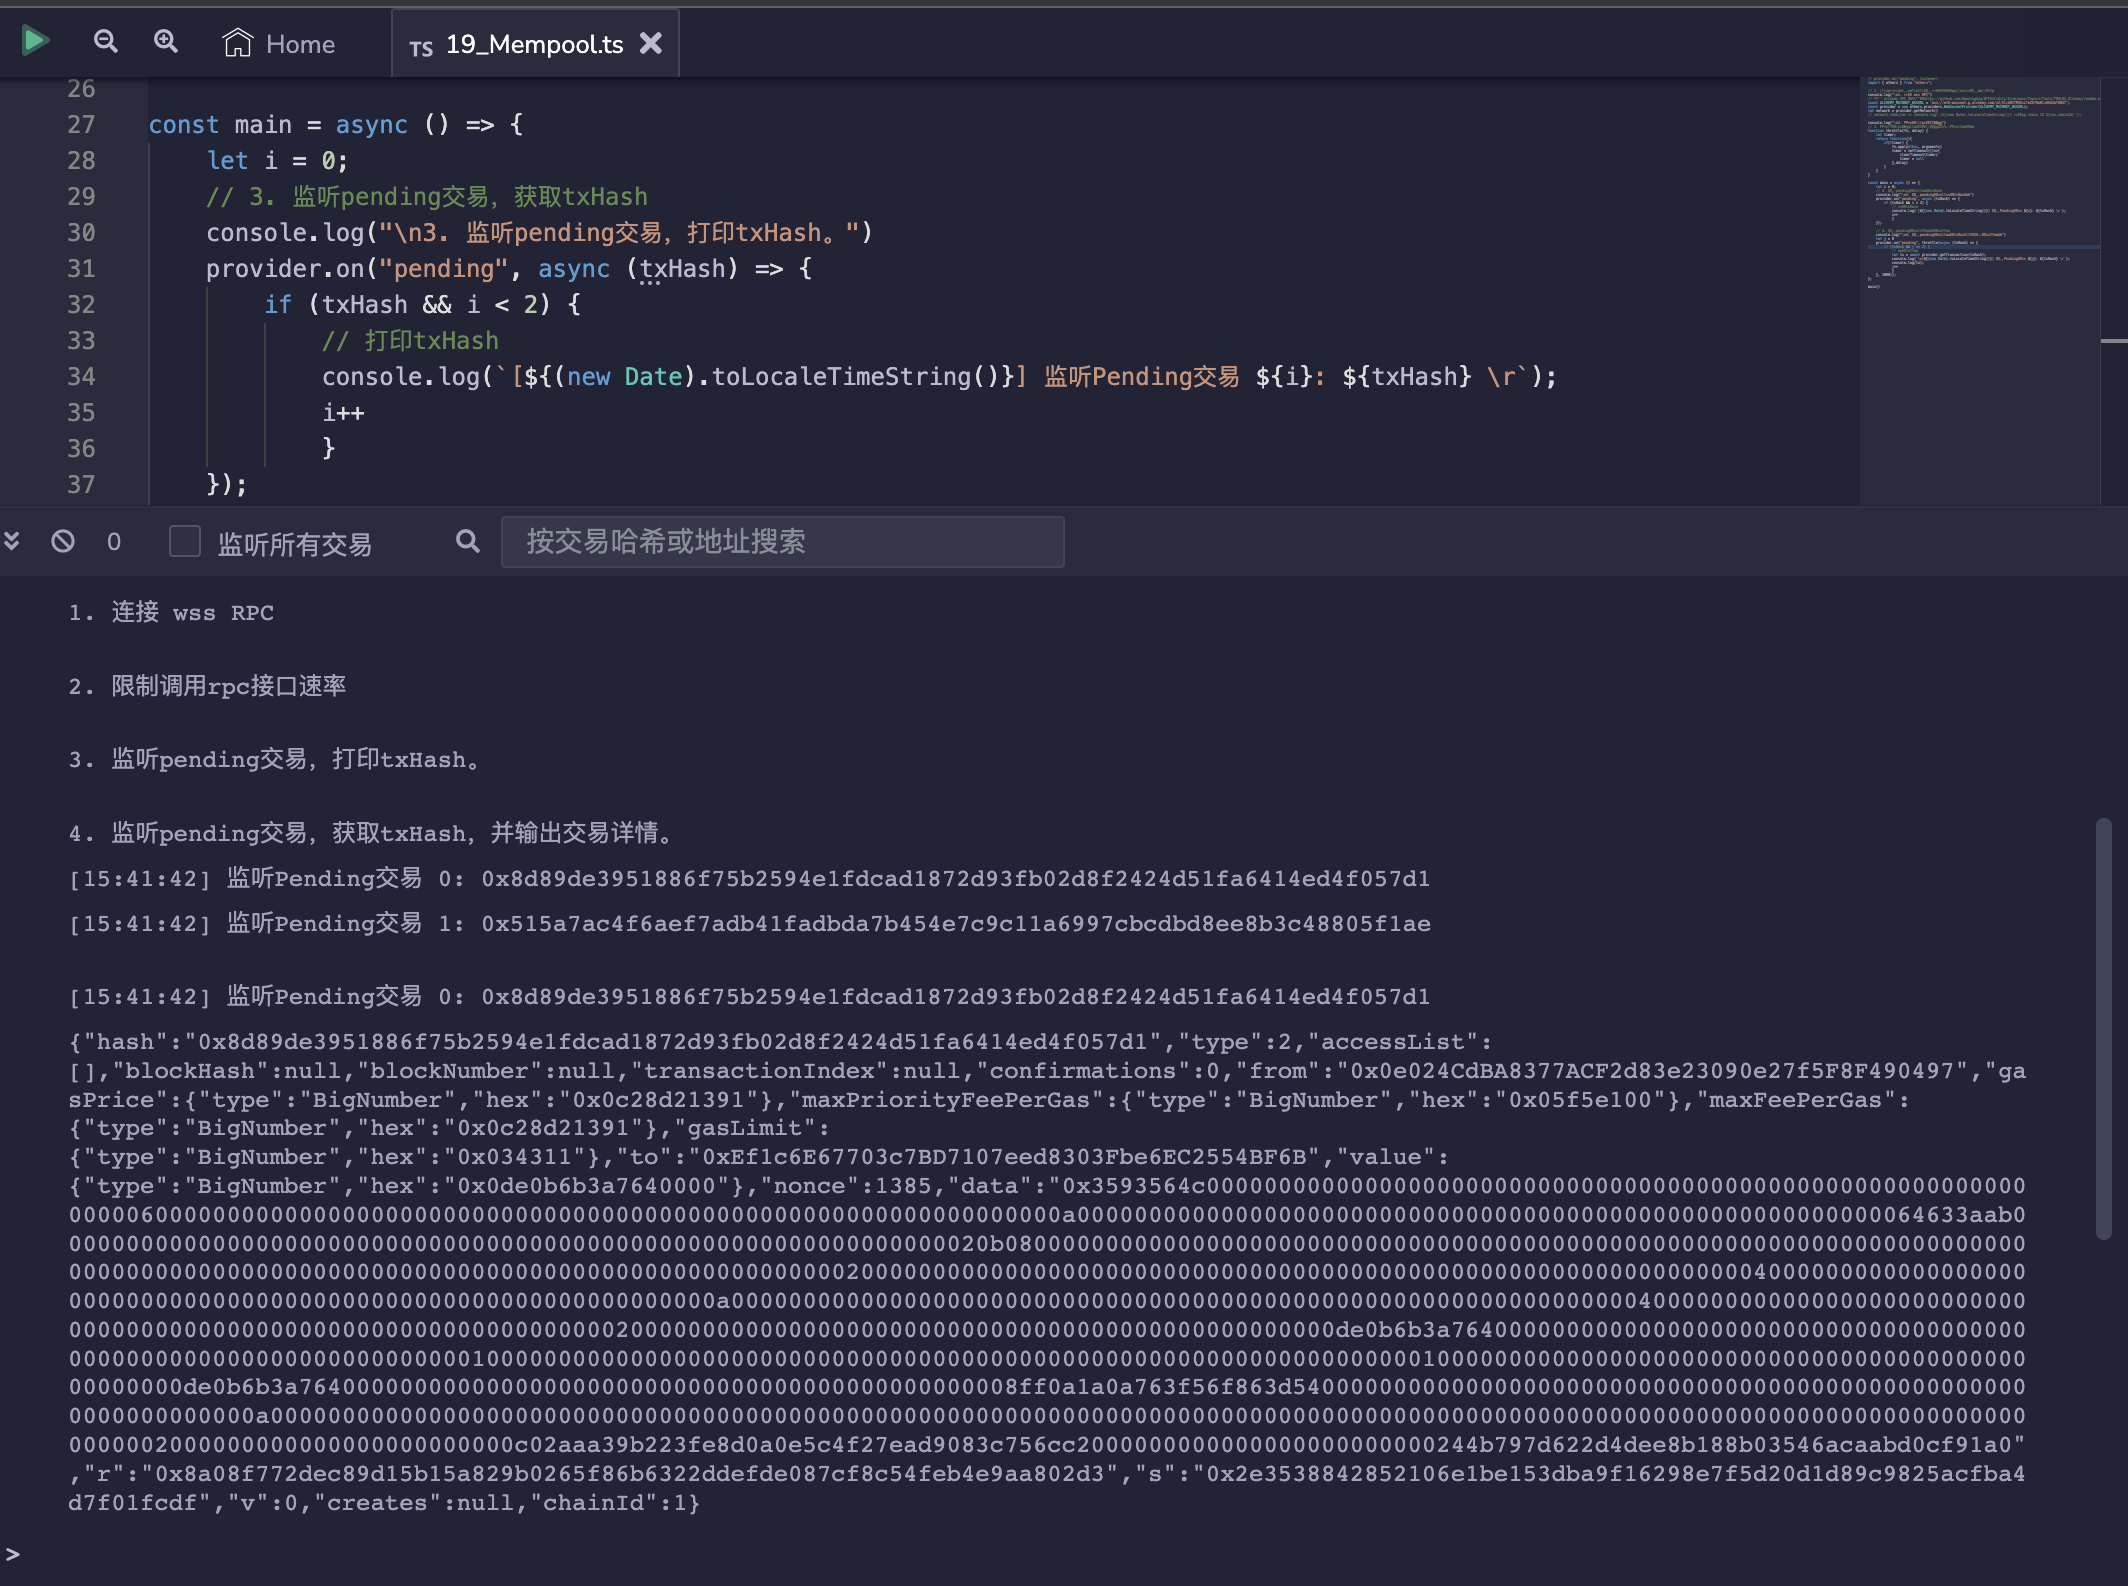 Home
TS 19_Mempool.ts
26
27 const main = async () => {
28 let i = 0;
29 // 3. 监听pending交易，获取txHash
30 console.log("\n3. 监听pending交易，打印txHash。")
31 provider.on("pending", async (txHash) => {
32 if (txHash && i < 2) {
33 // 打印txHash
34 console.log(`[${(new Date).toLocaleTimeString()}] 监听Pending交易 ${i}: ${txHash} \r`);
35 i++
36 }
37 });
0 监听所有交易 按交易哈希或地址搜索
1. 连接 wss RPC
2. 限制调用rpc接口速率
3. 监听pending交易，打印txHash。
4. 监听pending交易，获取txHash，并输出交易详情。
[15:41:42] 监听Pending交易 0: 0x8d89de3951886f75b2594e1fdcad1872d93fb02d8f2424d51fa6414ed4f057d1
[15:41:42] 监听Pending交易 1: 0x515a7ac4f6aef7adb41fadbda7b454e7c9c11a6997cbcdbd8ee8b3c48805f1ae
[15:41:42] 监听Pending交易 0: 0x8d89de3951886f75b2594e1fdcad1872d93fb02d8f2424d51fa6414ed4f057d1
{"hash":"0x8d89de3951886f75b2594e1fdcad1872d93fb02d8f2424d51fa6414ed4f057d1","type":2,"accessList":
[],"blockHash":null,"blockNumber":null,"transactionIndex":null,"confirmations":0,"from":"0x0e024CdBA8377ACF2d83e23090e27f5F8F490497","ga
sPrice":{"type":"BigNumber","hex":"0x0c28d21391"},"maxPriorityFeePerGas":{"type":"BigNumber","hex":"0x05f5e100"},"maxFeePerGas":
{"type":"BigNumber","hex":"0x0c28d21391"},"gasLimit":
{"type":"BigNumber","hex":"0x034311"},"to":"0xEf1c6E67703c7BD7107eed8303Fbe6EC2554BF6B","value":
{"type":"BigNumber","hex":"0x0de0b6b3a7640000"},"nonce":1385,"data":
,"r":"0x8a08f772dec89d15b15a829b0265f86b6322ddefde087cf8c54feb4e9aa802d3","s":"0x2e3538842852106e1be153dba9f16298e7f5d20d1d89c9825acfba4
d7f01fcdf","v":0,"creates":null,"chainId":1}
>